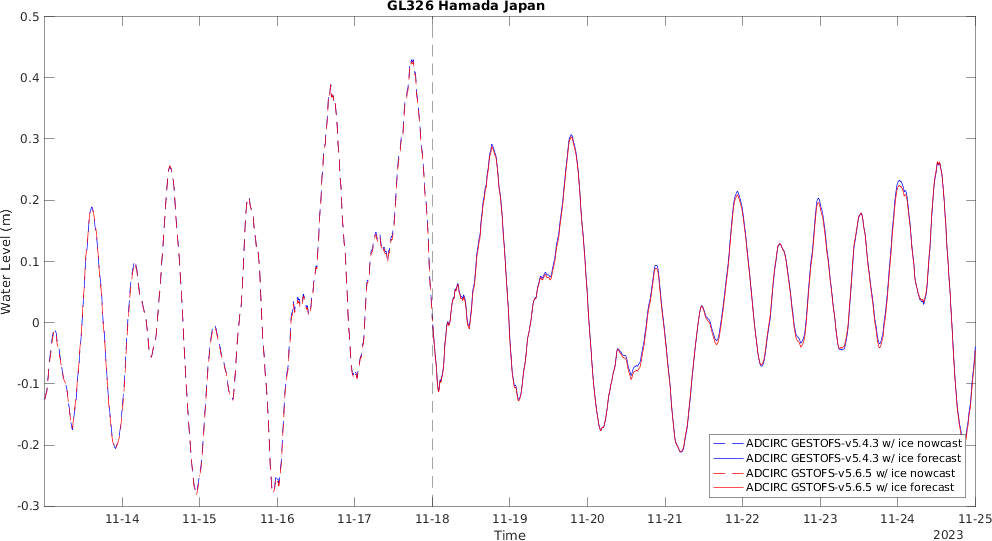 GL326 Hamada Japan
0.5
0.4
0.3
0.2
0.1
0
-0.1
-0.2
-0.3
Water Level (m)
ADCIRC GESTOFS-v5.4.3 w/ ice nowcast
ADCIRC GESTOFS-v5.4.3 w/ ice forecast
ADCIRC GSTOFS-v5.6.5 w/ ice nowcast
ADCIRC GSTOFS-v5.6.5 w/ ice forecast
11-14 11-15 11-16 11-17 11-18 11-19 11-20 11-21 11-22 11-23 11-24 11-25
Time
2023